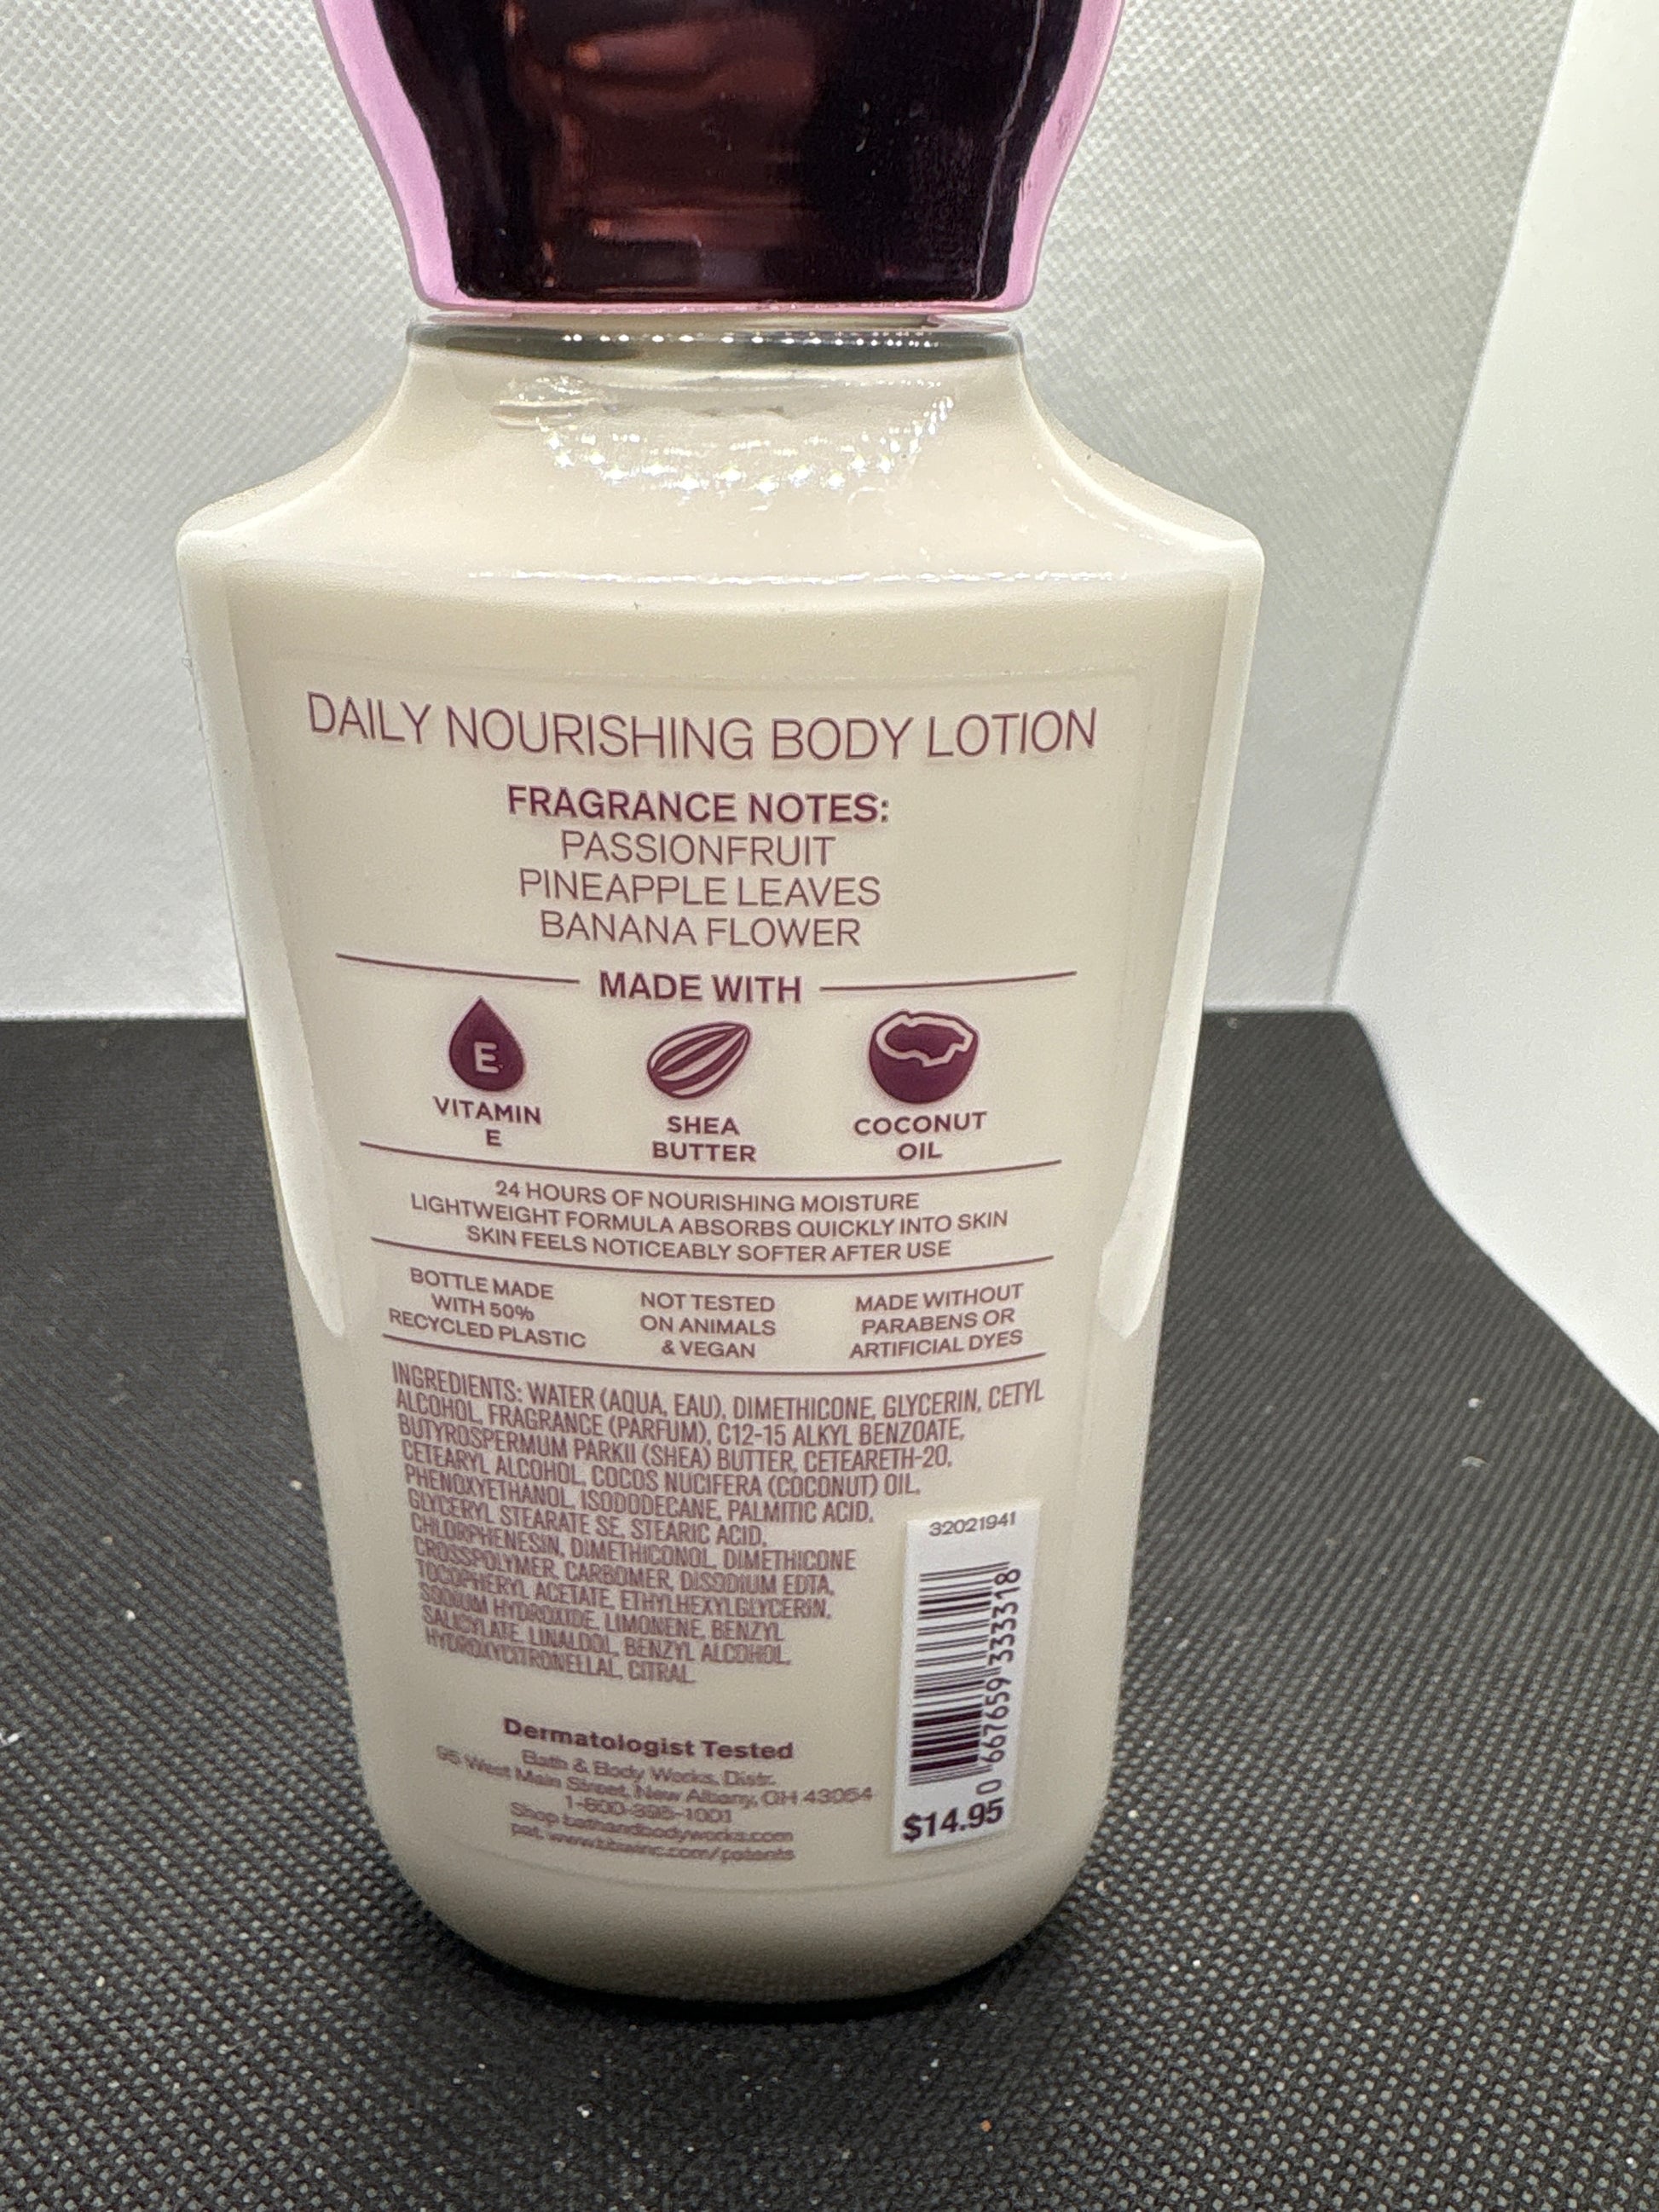 DAILY NOURISHING BODY LOTION
FRAGRANCE NOTES:
PASSIONFRUIT
PINEAPPLE LEAVES
BANANA FLOWER
MADE WITH
E
VITAMIN
E
SHEA
BUTTER
COCONUT
OIL
24 HOURS OF NOURISHING MOISTURE
LIGHTWEIGHT FORMULA ABSORBS QUICKLY INTO SKIN
SKIN FEELS NOTICEABLY SOFTER AFTER USE
BOTTLE MADE
WITH 50%
RECYCLED PLASTIC
NOT TESTED
ON ANIMALS
& VEGAN
MADE WITHOUT
PARABENS OR
ARTIFICIAL DYES
INGREDIENTS: WATER (AQUA, EAU), DIMETHICONE, GLYCERIN, CETYL
ALCOHOL, FRAGRANCE (PARFUM), C12-15 ALKYL BENZOATE,
BUTYROSPERMUM PARKII (SHEA) BUTTER, CETEARETH-20,
CETEARYL ALCOHOL, COCOS NUCIFERA (COCONUT) OIL,
PHENOXYETHANOL, ISODODECANE, PALMITIC ACID,
GLYCERYL STEARATE SE, STEARIC ACID,
CHLORPHENESIN, DIMETHICONOL, DIMETHICONE
CROSSPOLYMER, CARBOMER, DISODIUM EDTA,
TOCOPHERYL ACETATE, ETHYLHEXYLGLYCERIN,
SODIUM HYDROXIDE, LIMONENE, BENZYL
SALICYLATE, LINALOOL, BENZYL ALCOHOL,
HYDROXYCITRONELLAL, CITRAL
32021941
0 667659 333318
$14.95
Dermatologist Tested
Bath & Body Works, Distr.
95 West Main Street, New Albany, OH 43054
1-800-395-1001
Shop bathandbodyworks.com
pat. www.bbwinc.com/patents